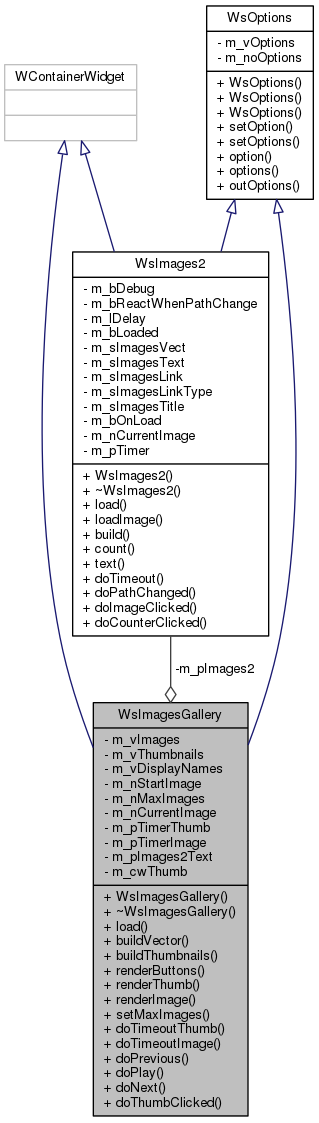 WsOptions
- m_vOptions
- m_noOptions
+ WsOptions()
+ WsOptions()
+ WsOptions()
+ setOption()
+ setOptions()
+ option()
+ options()
+ outOptions()
WContainerWidget
WsImages2
- m_bDebug
- m_bReactWhenPathChange
- m_lDelay
- m_bLoaded
- m_sImagesVect
- m_sImagesText
- m_sImagesLink
- m_sImagesLinkType
- m_sImagesTitle
- m_bOnLoad
- m_nCurrentImage
- m_pTimer
+ WsImages2()
+ ~WsImages2()
+ load()
+ loadImage()
+ build()
+ count()
+ text()
+ doTimeout()
+ doPathChanged()
+ doImageClicked()
+ doCounterClicked()
-m_pImages2
WsImagesGallery
- m_vImages
- m_vThumbnails
- m_vDisplayNames
- m_nStartImage
- m_nMaxImages
- m_nCurrentImage
- m_pTimerThumb
- m_pTimerImage
- m_pImages2Text
- m_cwThumb
+ WsImagesGallery()
+ ~WsImagesGallery()
+ load()
+ buildVector()
+ buildThumbnails()
+ renderButtons()
+ renderThumb()
+ renderImage()
+ setMaxImages()
+ doTimeoutThumb()
+ doTimeoutImage()
+ doPrevious()
+ doPlay()
+ doNext()
+ doThumbClicked()